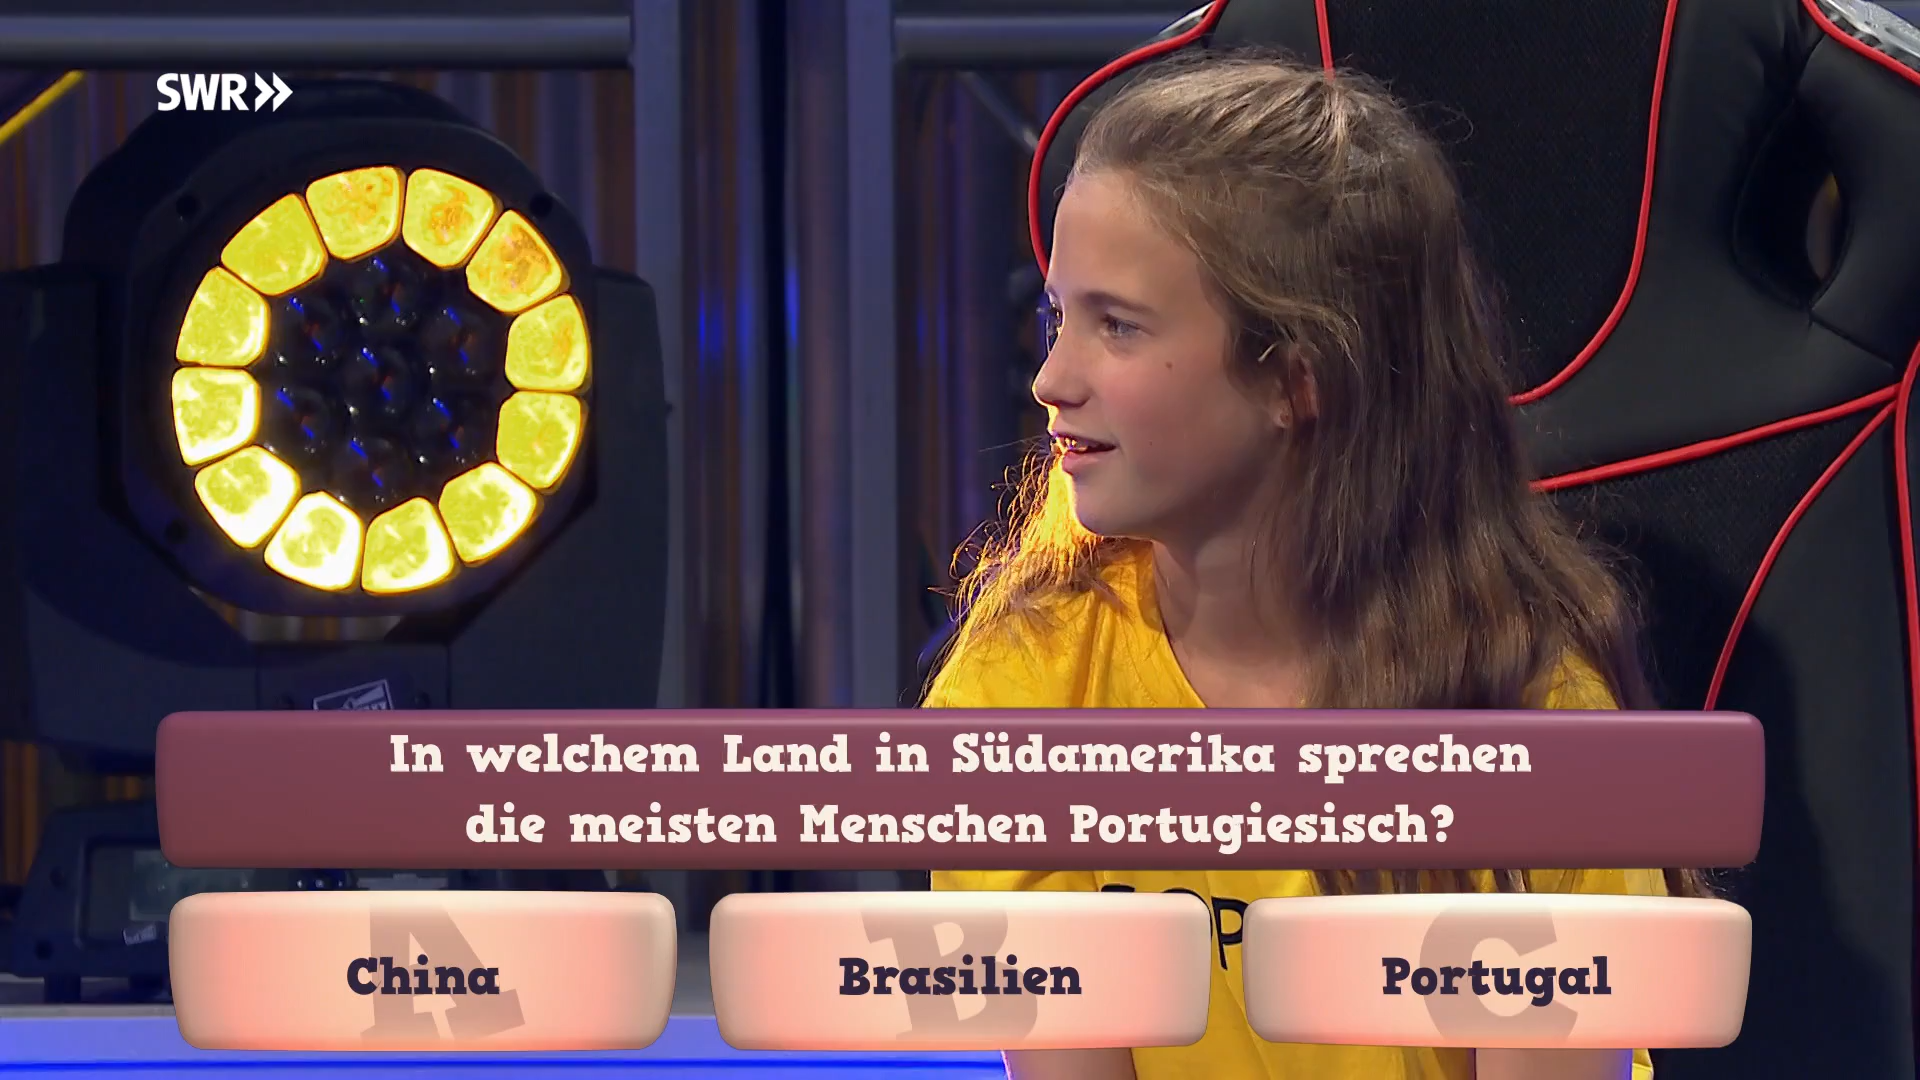 SWR
In welchem Land in Südamerika sprechen
die meisten Menschen Portugiesisch?
A
China
B
Brasilien
C
Portugal